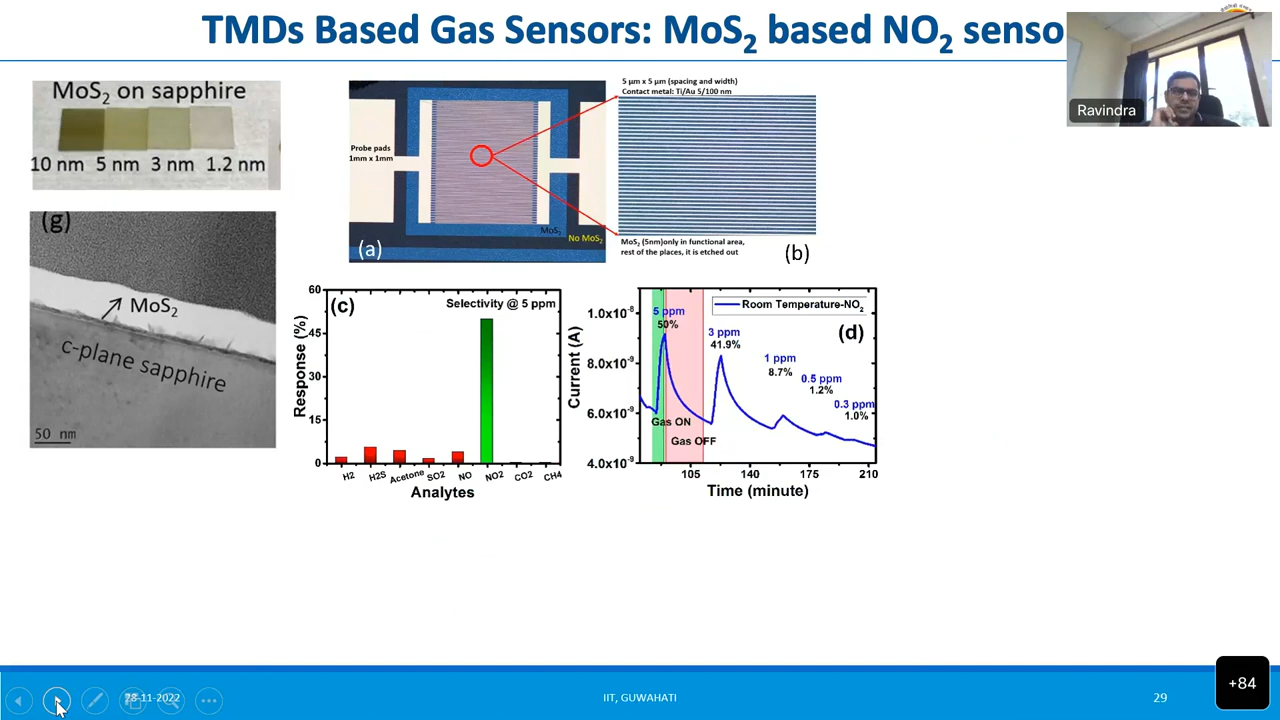 TMDs Based Gas Sensors: MoS₂ based NO₂ senso
Ravindra
MoS₂ on sapphire
10 nm 5 nm 3 nm 1.2 nm
(g)
MoS₂
c-plane sapphire
50 nm
Probe pads
1mm x 1mm
(a)
MoS₂
No MoS₂
5 µm x 5 µm (spacing and width)
Contact metal: Ti/Au 5/100 nm
MoS₂ (5nm)only in functional area,
rest of the places, it is etched out
(b)
(c)
Selectivity @ 5 ppm
Response (%)
60
45
30
15
0
H2 H2S Acetone SO2 NO NO2 CO2 CH4
Analytes
Current (A)
1.0x10⁻⁸
8.0x10⁻⁹
6.0x10⁻⁹
4.0x10⁻⁹
Room Temperature-NO₂
(d)
5 ppm
50%
3 ppm
41.9%
1 ppm
8.7%
0.5 ppm
1.2%
0.3 ppm
1.0%
Gas ON
Gas OFF
105 140 175 210
Time (minute)
28-11-2022
IIT, GUWAHATI
29
+84